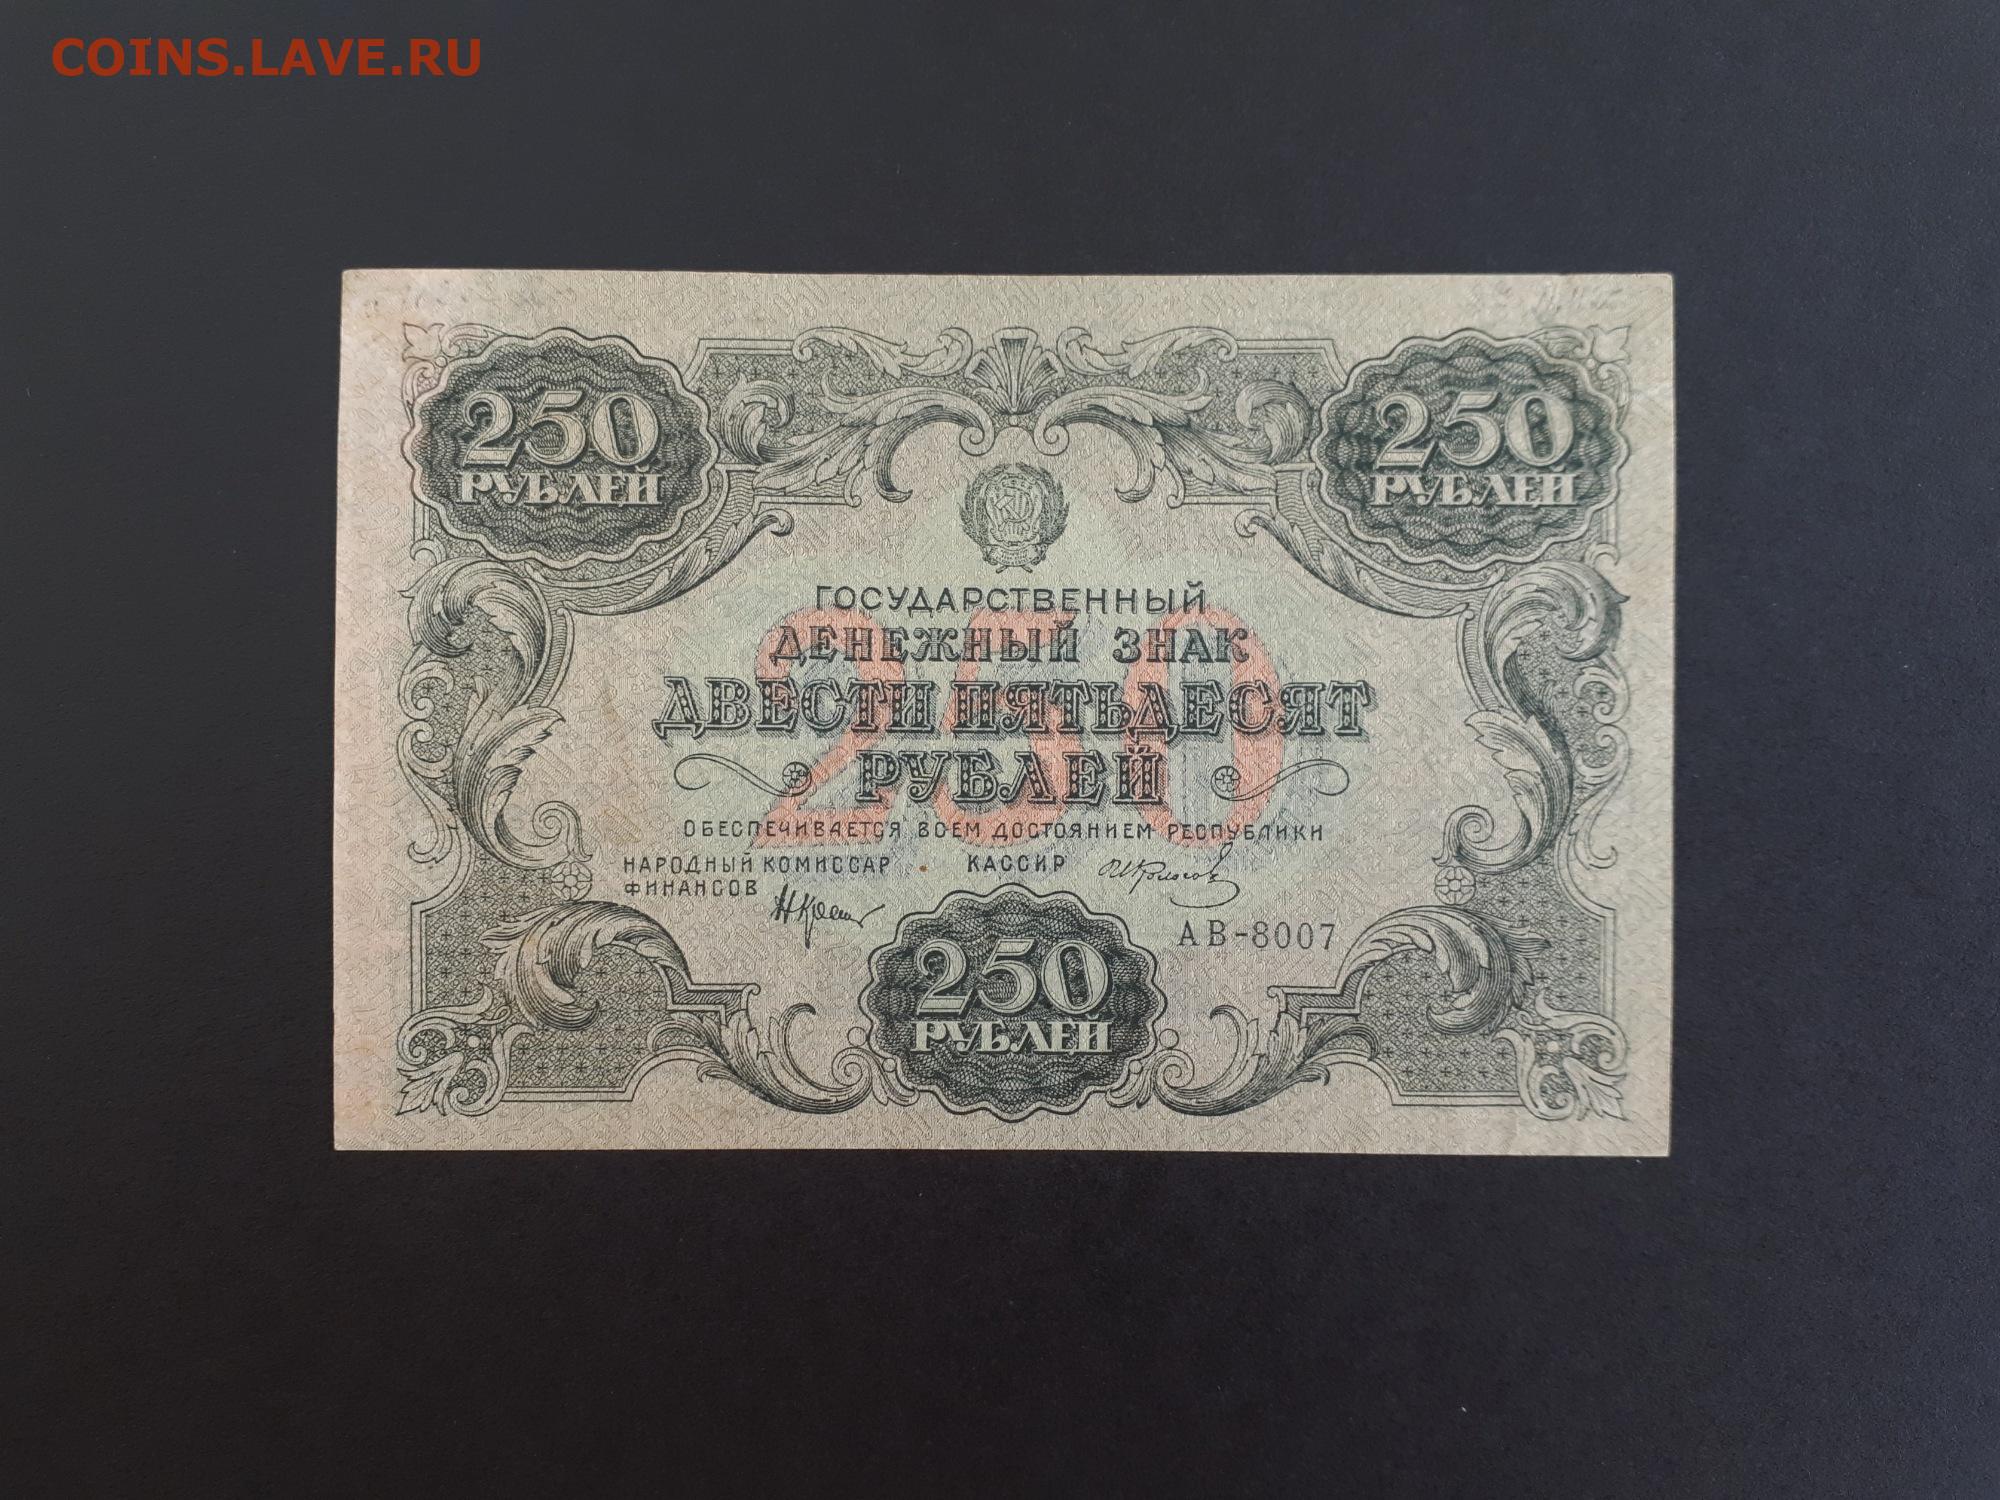 COINS.LAVE.RU
250
РУБЛЕЙ
250
РУБЛЕЙ
ГОСУДАРСТВЕННЫЙ
ДЕНЕЖНЫЙ ЗНАК
250
ДВЕСТИ ПЯТЬДЕСЯТ
РУБЛЕЙ
ОБЕСПЕЧИВАЕТСЯ ВСЕМ ДОСТОЯНИЕМ РЕСПУБЛИКИ
НАРОДНЫЙ КОМИССАР
ФИНАНСОВ
КАССИР
АВ-8007
250
РУБЛЕЙ